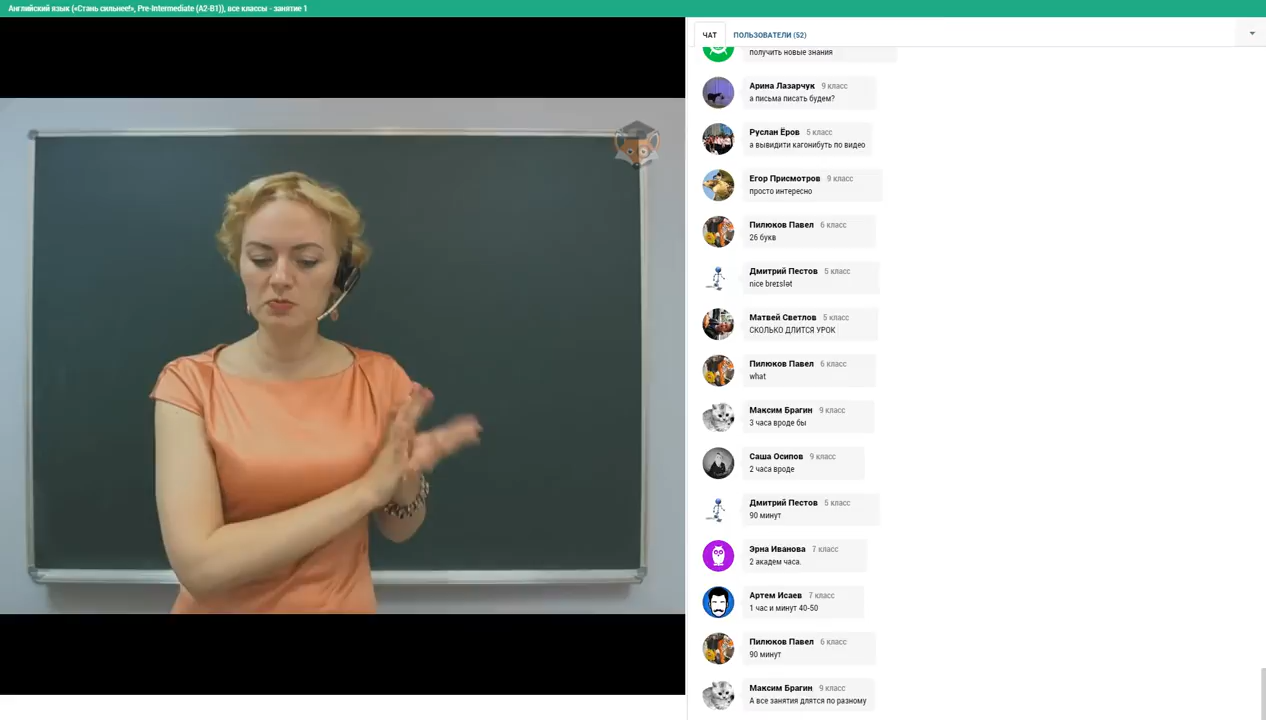 Английский язык («Стань сильнее!», Pre-Intermediate (A2-B1)), все классы - занятие 1
ЧАТ ПОЛЬЗОВАТЕЛИ (52)
получить новые знания
Арина Лазарчук 9 класс
а письма писать будем?
Руслан Ёров 5 класс
а вывидити кагонибуть по видео
Егор Присмотров 9 класс
просто интересно
Пилюков Павел 6 класс
26 букв
Дмитрий Пестов 5 класс
nice breɪslət
Матвей Светлов 5 класс
СКОЛЬКО ДЛИТСЯ УРОК
Пилюков Павел 6 класс
what
Максим Брагин 9 класс
3 часа вроде бы
Саша Осипов 9 класс
2 часа вроде
Дмитрий Пестов 5 класс
90 минут
Эрна Иванова 7 класс
2 академ часа.
Артем Исаев 7 класс
1 час и минут 40-50
Пилюков Павел 6 класс
90 минут
Максим Брагин 9 класс
А все занятия длятся по разному